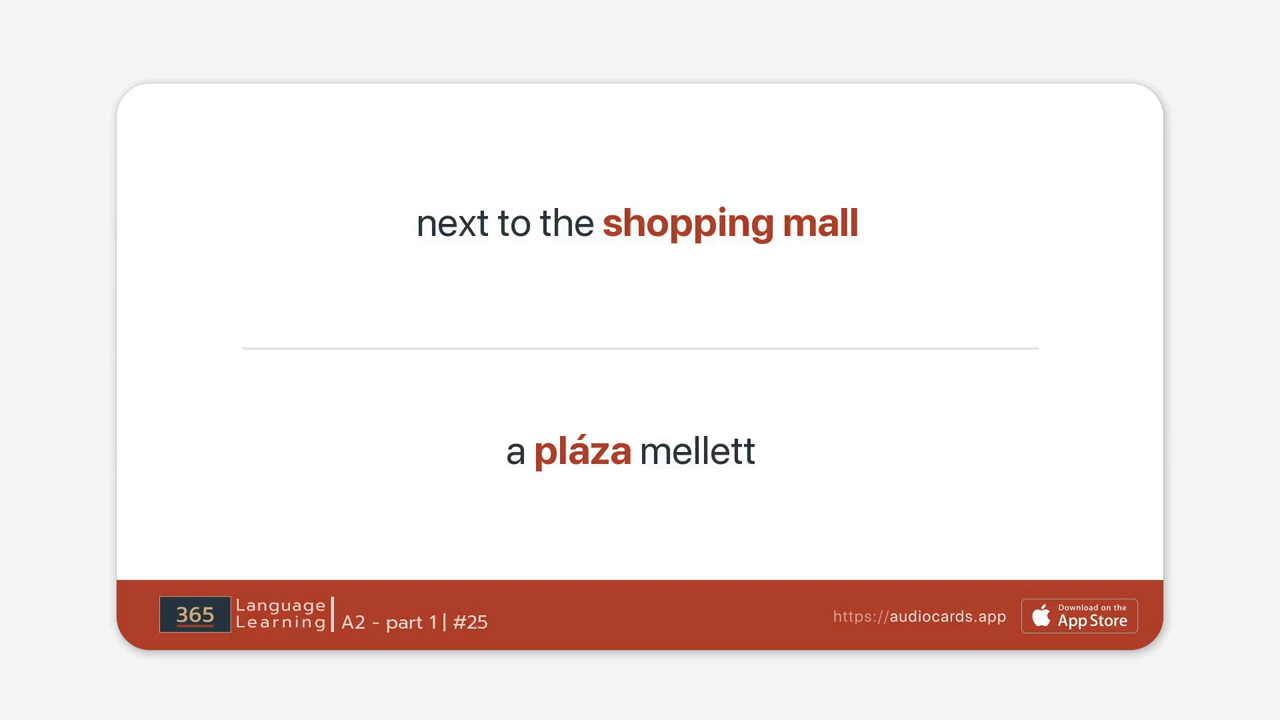 next to the shopping mall
a pláza mellett
365
Language
Learning
A2 - part 1 | #25
https://audiocards.app
Download on the
App Store